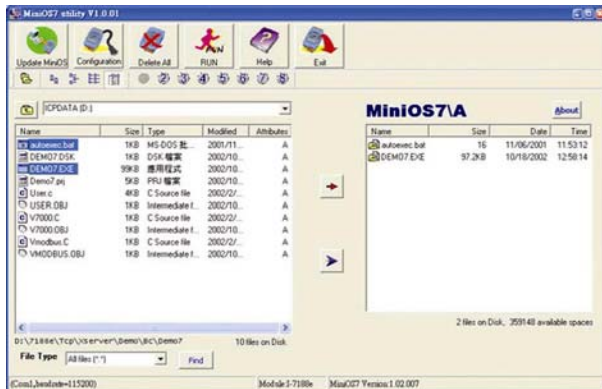 MiniOS7 utility V1.0.01
Update MiniOS Configuration Delete All RUN Help Exit
ICPDATA (D:)
Name Size Type Modified Attributes
autoexec.bat 1KB MS-DOS 批... 2001/11... A
DEMO7.DSK 1KB DSK 檔案 2002/10... A
DEMO7.EXE 99KB 應用程式 2002/10... A
Demo7.prj 5KB PRJ 檔案 2002/10... A
User.c 4KB C Source file 2002/2/... A
USER.OBJ 1KB Intermediate f... 2002/10... A
V7000.C 1KB C Source file 2002/2/... A
V7000.OBJ 1KB Intermediate f... 2002/10... A
Vmodbus.C 1KB C Source file 2002/2/... A
VMODBUS.OBJ 1KB Intermediate f... 2002/10... A
D:\7188e\Tcp\xServer\Demo\Bc\Demo7 10 files on Disk
File Type All files (*.*) Find
MiniOS7\A About
Name Size Date Time
autoexec.bat 16 11/06/2001 11:53:12
DEMO7.EXE 97.2KB 10/18/2002 12:58:14
2 files on Disk, 359148 available spaces
(Com1,baudrate=115200) Module:I-7188e MiniOS7 Version:1.02.007